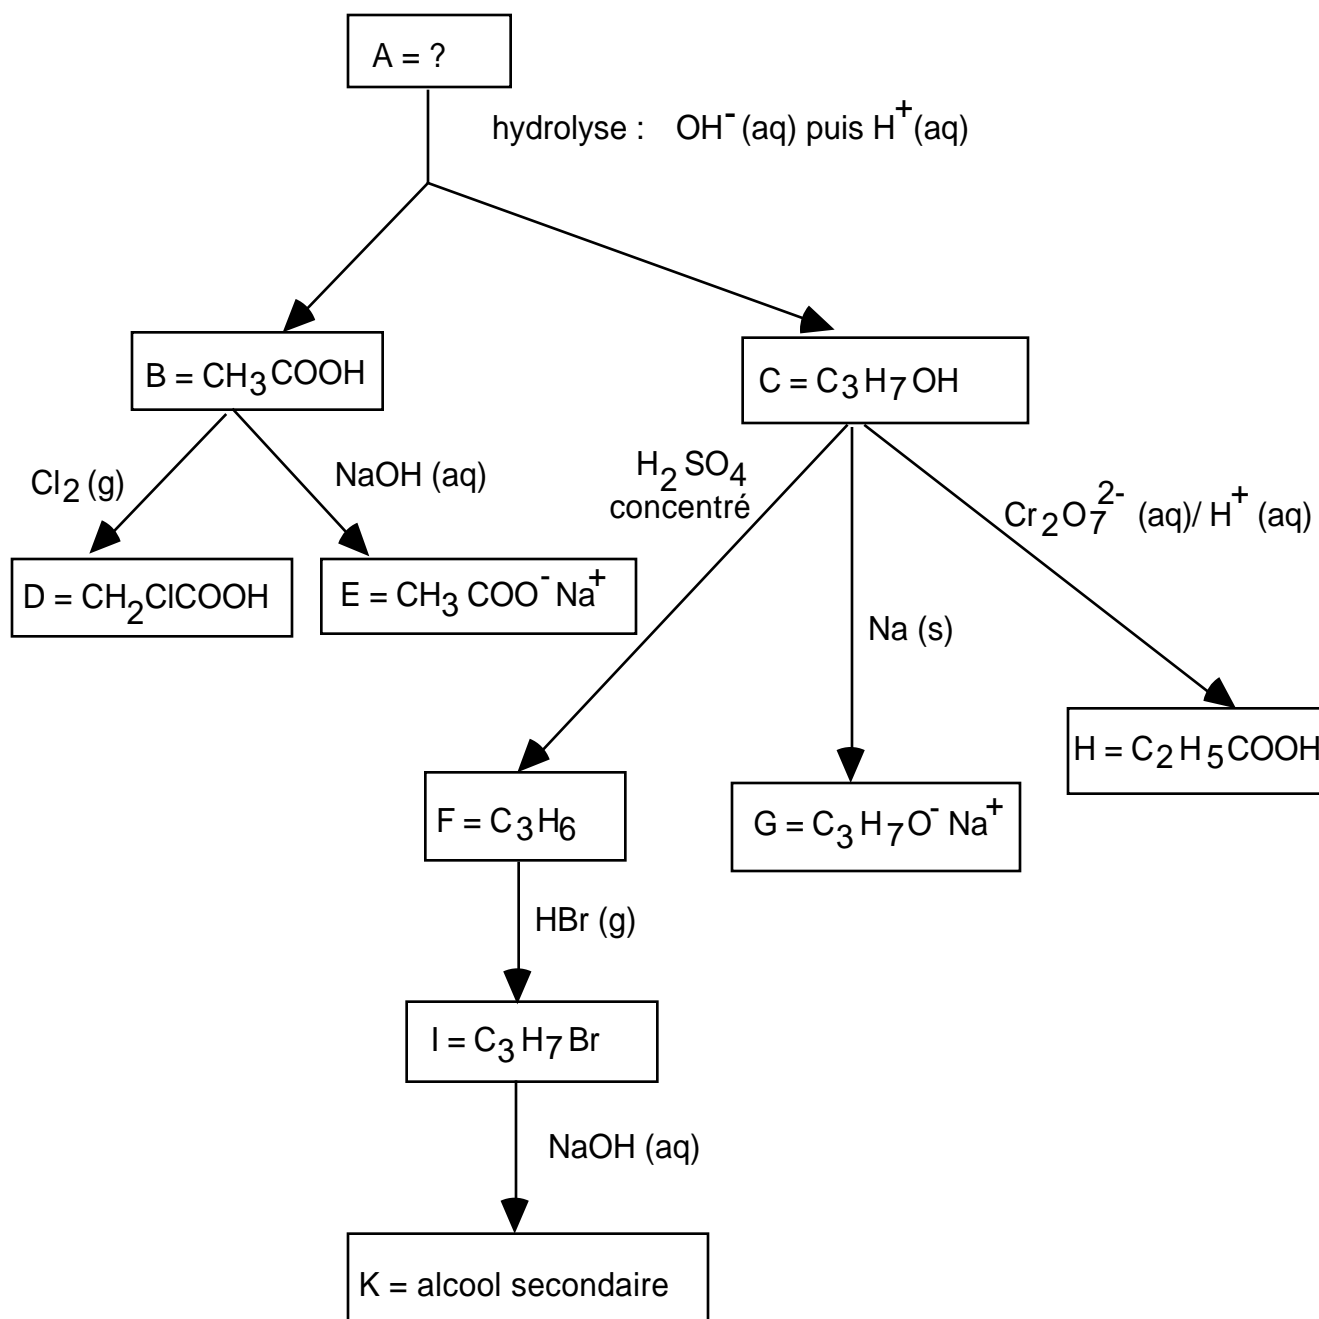 A = ?
hydrolyse : OH⁻ (aq) puis H⁺ (aq)
B = CH₃COOH
C = C₃H₇OH
Cl₂ (g)
NaOH (aq)
H₂SO₄
concentré
Cr₂O₇²⁻ (aq)/ H⁺ (aq)
D = CH₂ClCOOH
E = CH₃COO⁻Na⁺
Na (s)
H = C₂H₅COOH
F = C₃H₆
G = C₃H₇O⁻ Na⁺
HBr (g)
I = C₃H₇Br
NaOH (aq)
K = alcool secondaire